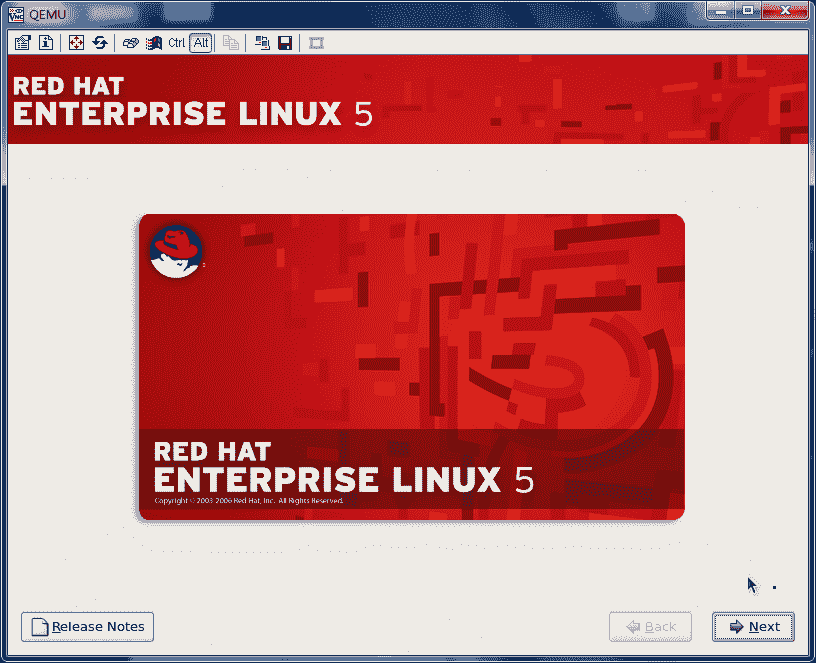 QEMU
Ctrl Alt
RED HAT
ENTERPRISE LINUX 5
RED HAT
ENTERPRISE LINUX 5
Copyright © 2003-2006 Red Hat, Inc. All Rights Reserved.
Release Notes
Back
Next